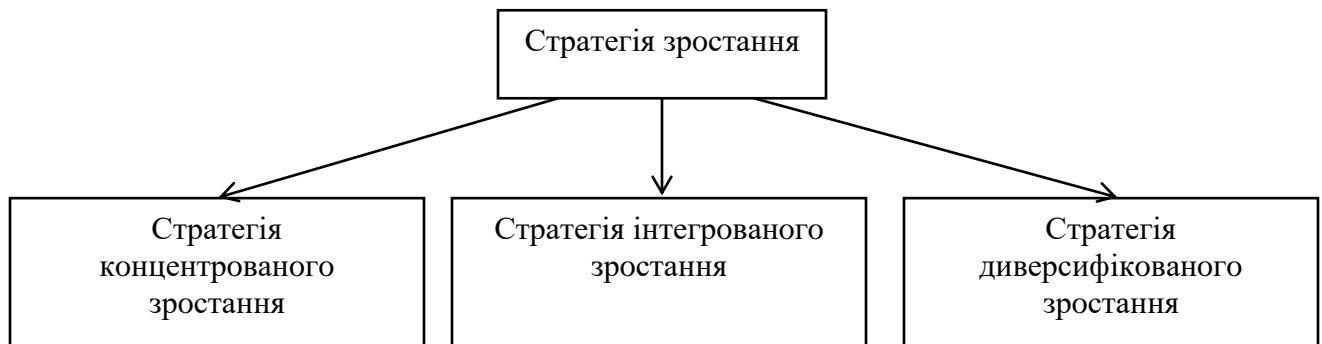 Стратегія зростання
Стратегія
концентрованого
зростання
Стратегія інтегрованого
зростання
Стратегія
диверсифікованого
зростання